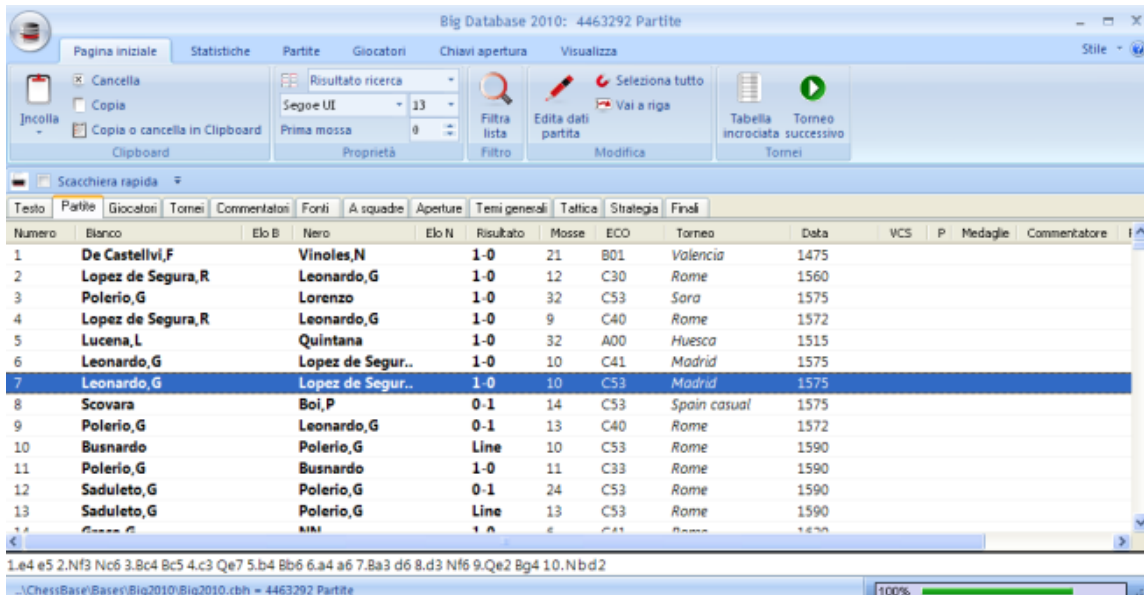 Big Database 2010: 4463292 Partite
Pagina iniziale Statistiche Partite Giocatori Chiavi apertura Visualizza Stile
Incolla
Cancella
Copia
Copia o cancella in Clipboard
Clipboard
Risultato ricerca
Segoe UI 13
Prima mossa 0
Proprietà
Filtra lista
Filtro
Edita dati partita
Seleziona tutto
Vai a riga
Modifica
Tabella incrociata
Torneo successivo
Tornei
Scacchiera rapida
Testo Partite Giocatori Tornei Commentatori Fonti A squadre Aperture Temi generali Tattica Strategia Finali
Numero Bianco Elo B Nero Elo N Risultato Mosse ECO Torneo Data VCS P Medaglie Commentatore
1 De Castellvi,F Vinoles,N 1-0 21 B01 Valencia 1475
2 Lopez de Segura,R Leonardo,G 1-0 12 C30 Rome 1560
3 Polerio,G Lorenzo 1-0 32 C53 Sora 1575
4 Lopez de Segura,R Leonardo,G 1-0 9 C40 Rome 1572
5 Lucena,L Quintana 1-0 32 A00 Huesca 1515
6 Leonardo,G Lopez de Segur.. 1-0 10 C41 Madrid 1575
7 Leonardo,G Lopez de Segur.. 1-0 10 C53 Madrid 1575
8 Scovara Boi,P 0-1 14 C53 Spain casual 1575
9 Polerio,G Leonardo,G 0-1 13 C40 Rome 1572
10 Busnardo Polerio,G Line 10 C53 Rome 1590
11 Polerio,G Busnardo 1-0 11 C33 Rome 1590
12 Saduleto,G Polerio,G 0-1 24 C53 Rome 1590
13 Saduleto,G Polerio,G Line 13 C53 Rome 1590
1.e4 e5 2.Nf3 Nc6 3.Bc4 Bc5 4.c3 Qe7 5.b4 Bb6 6.a4 a6 7.Ba3 d6 8.d3 Nf6 9.Qe2 Bg4 10.Nbd2
..\ChessBase\Bases\Big2010\Big2010.cbh = 4463292 Partite 100%